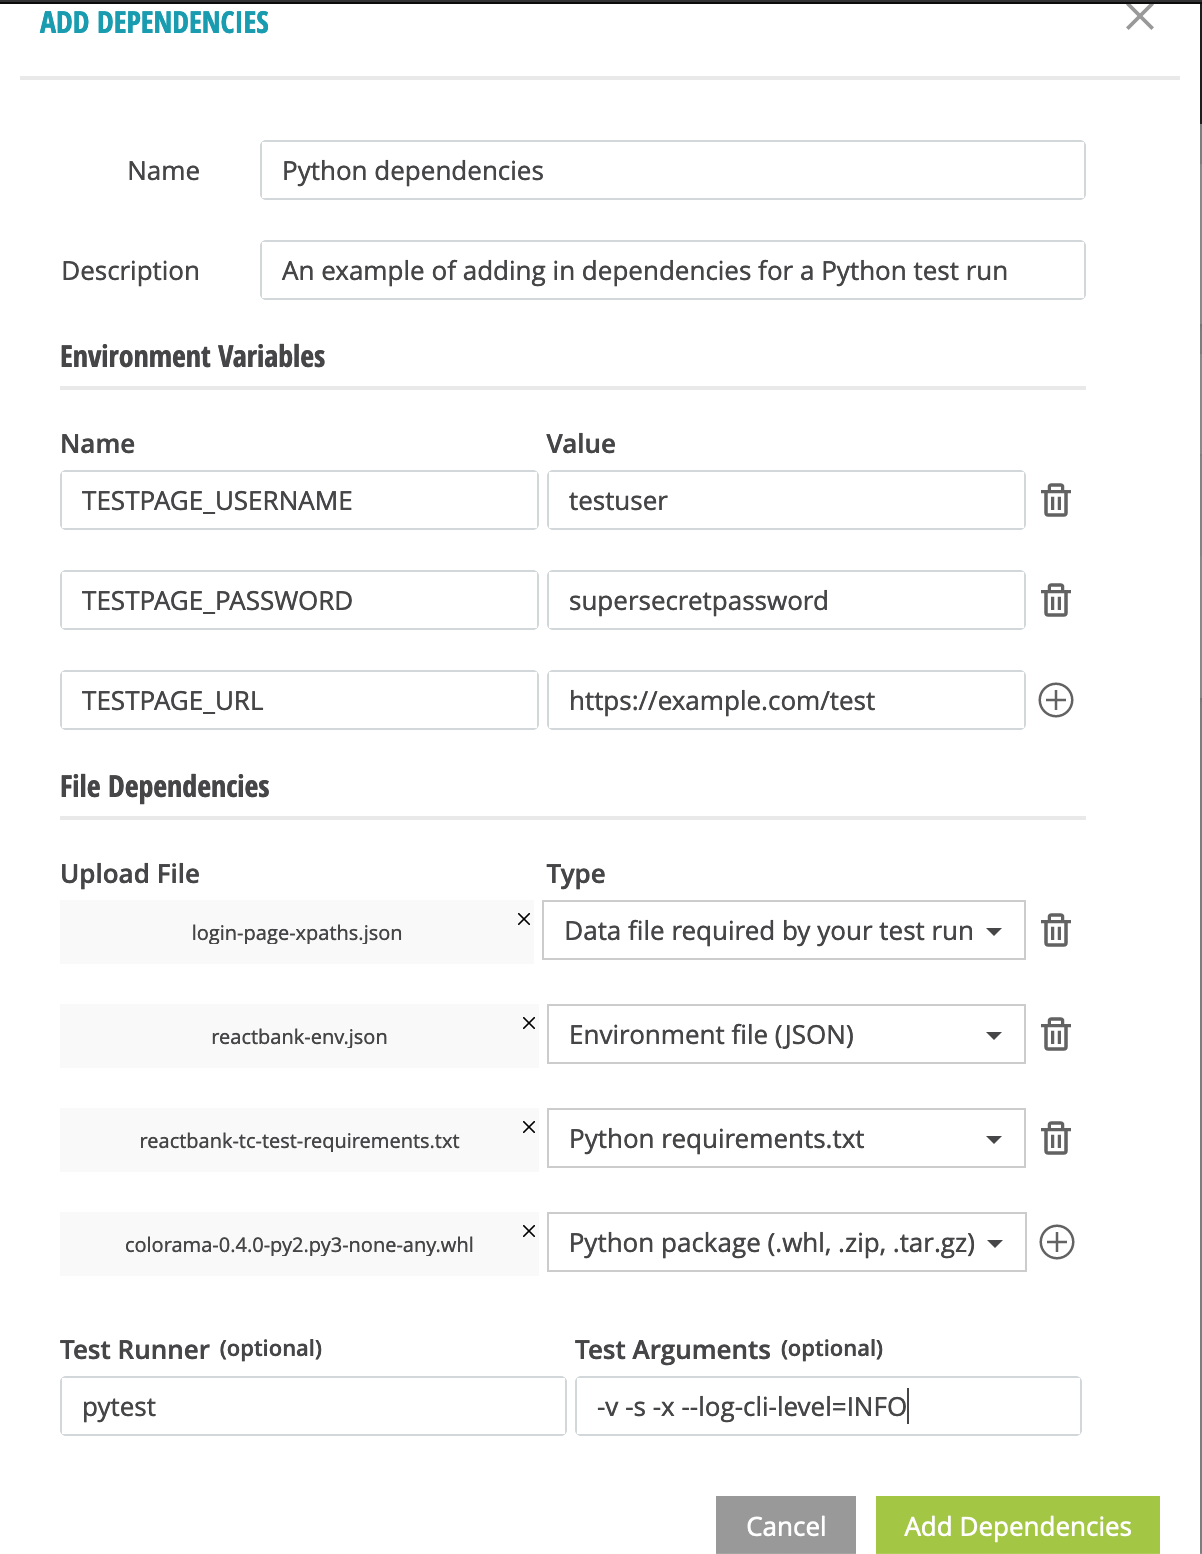 ADD DEPENDENCIES
Name Python dependencies
Description An example of adding in dependencies for a Python test run
Environment Variables
Name Value
TESTPAGE_USERNAME testuser
TESTPAGE_PASSWORD supersecretpassword
TESTPAGE_URL https://example.com/test
File Dependencies
Upload File Type
login-page-xpaths.json Data file required by your test run
reactbank-env.json Environment file (JSON)
reactbank-tc-test-requirements.txt Python requirements.txt
colorama-0.4.0-py2.py3-none-any.whl Python package (.whl, .zip, .tar.gz)
Test Runner (optional) Test Arguments (optional)
pytest -v -s -x --log-cli-level=INFO
Cancel Add Dependencies